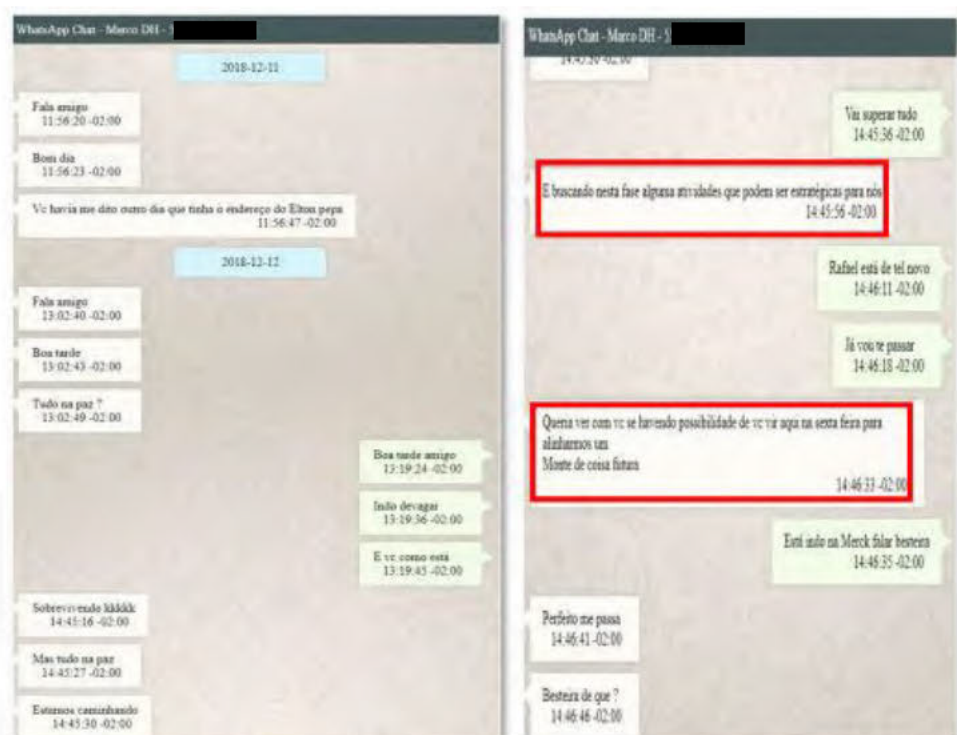 WhatsApp Chat - Marco DH - 5
2018-12-11
Fala amigo
11:56:20 -02:00
Bom dia
11:56:23 -02:00
Vc havia me dito outro dia que tinha o endereço do Elton pepa
11:56:47 -02:00
2018-12-12
Fala amigo
13:02:40 -02:00
Boa tarde
13:02:43 -02:00
Tudo na paz ?
13:02:49 -02:00
Boa tarde amigo
13:19:24 -02:00
Indo devagar
13:19:36 -02:00
E vc como está
13:19:45 -02:00
Sobrevivendo kkkkk
14:45:16 -02:00
Mas tudo na paz
14:45:27 -02:00
Estamos caminhando
14:45:30 -02:00
WhatsApp Chat - Marco DH - 5
14:45:30 -02:00
Vai superar tudo
14:45:36 -02:00
E buscando nesta fase alguma atividades que podem ser estratégicas para nós
14:45:56 -02:00
Rafael está de tel novo
14:46:11 -02:00
Já vou te passar
14:46:18 -02:00
Queria ver com vc se havendo possibilidade de vc vir aqui na sexta feira para
alinharmos um
Monte de coisa futura
14:46:33 -02:00
Está indo na Merck falar besteira
14:46:35 -02:00
Perfeito me passa
14:46:41 -02:00
Besteira de que ?
14:46:46 -02:00